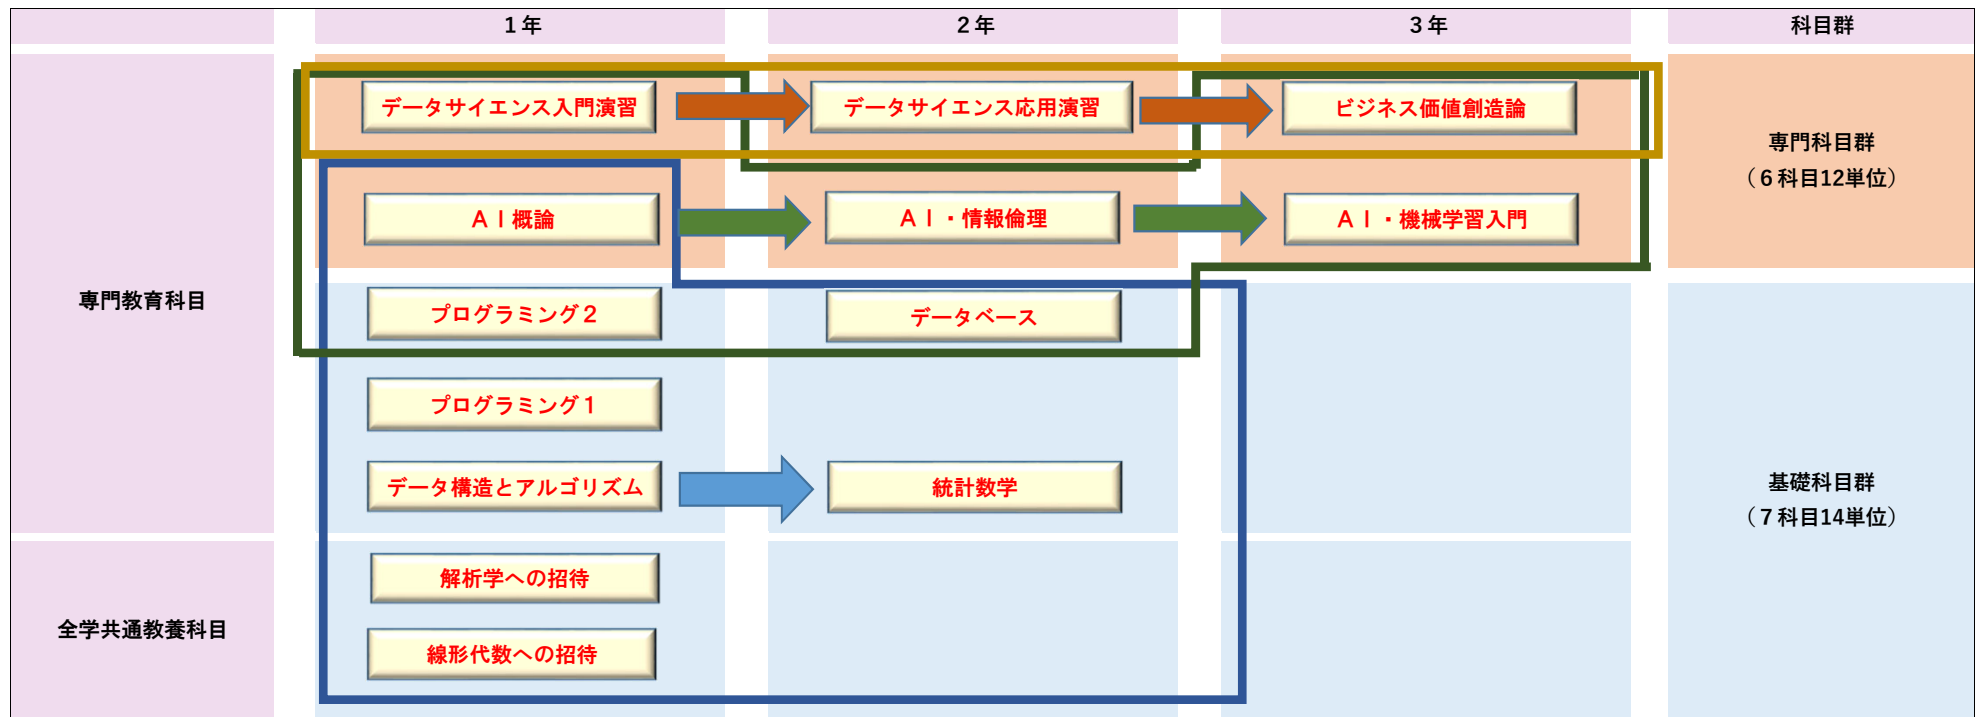 １年
２年
３年
科目群
専門教育科目
データサイエンス入門演習
データサイエンス応用演習
ビジネス価値創造論
専門科目群
（６科目12単位）
ＡＩ概論
ＡＩ・情報倫理
ＡＩ・機械学習入門
プログラミング２
データベース
プログラミング１
データ構造とアルゴリズム
統計数学
基礎科目群
（７科目14単位）
全学共通教養科目
解析学への招待
線形代数への招待